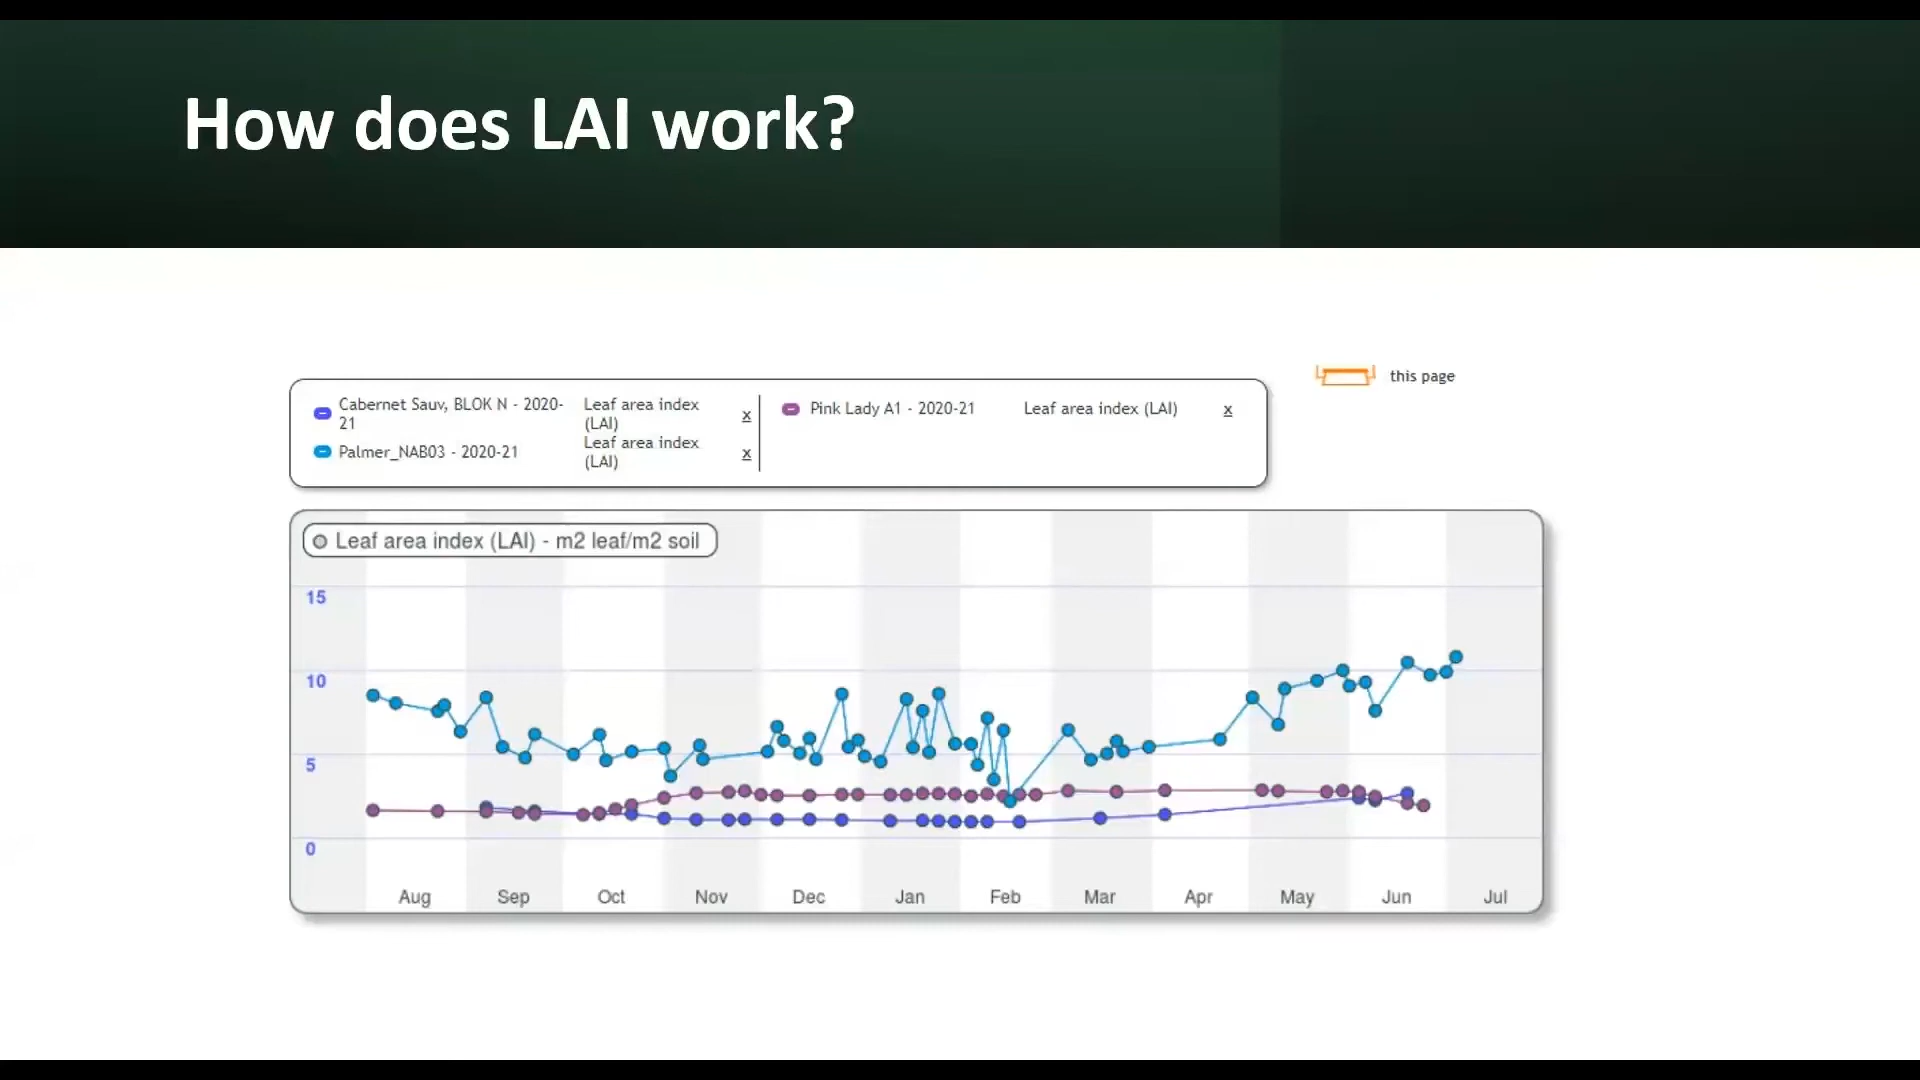 How does LAI work?
this page
Cabernet Sauv, BLOK N - 2020-
21
Leaf area index
(LAI)
x
Palmer_NAB03 - 2020-21
Leaf area index
(LAI)
x
Pink Lady A1 - 2020-21
Leaf area index (LAI)
x
Leaf area index (LAI) - m2 leaf/m2 soil
15
10
5
0
Aug Sep Oct Nov Dec Jan Feb Mar Apr May Jun Jul